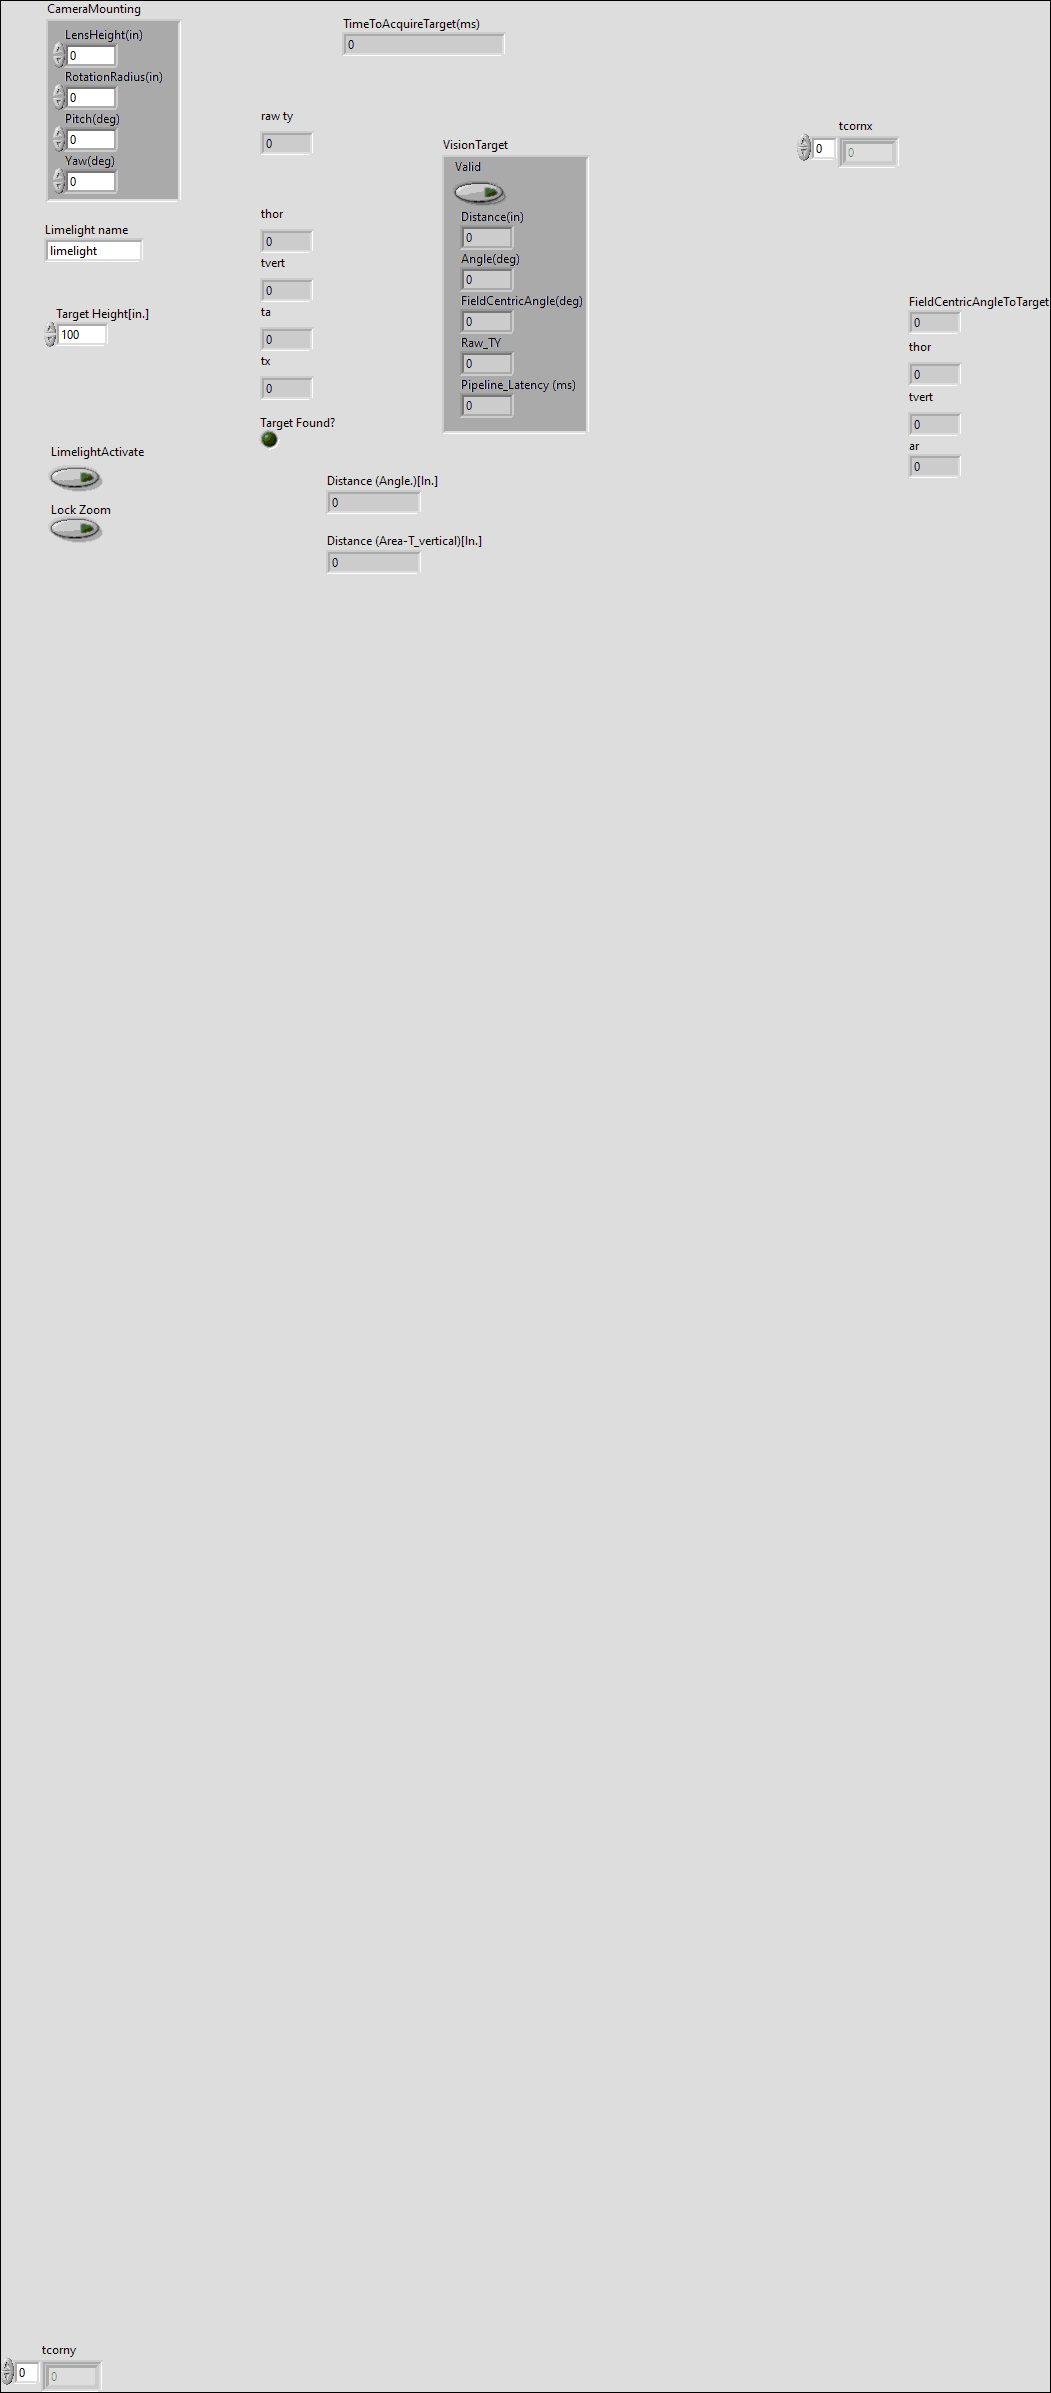 CameraMounting
LensHeight(in)
0
RotationRadius(in)
0
Pitch(deg)
0
Yaw(deg)
0
Limelight name
limelight
Target Height[in.]
100
LimelightActivate
Lock Zoom
TimeToAcquireTarget(ms)
0
raw ty
0
thor
0
tvert
0
ta
0
tx
0
Target Found?
Distance (Angle.)[In.]
0
Distance (Area-T_vertical)[In.]
0
VisionTarget
Valid
Distance(in)
0
Angle(deg)
0
FieldCentricAngle(deg)
0
Raw_TY
0
Pipeline_Latency (ms)
0
tcornx
0 0
FieldCentricAngleToTarget
0
thor
0
tvert
0
ar
0
tcorny
0 0